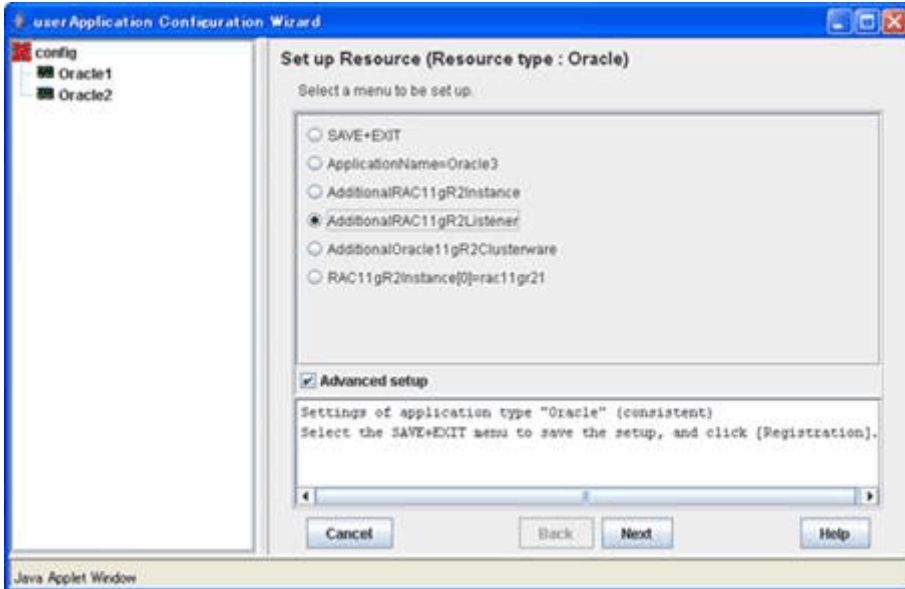 userApplication Configuration Wizard
config
Oracle1
Oracle2
Set up Resource (Resource type : Oracle)
Select a menu to be set up.
SAVE+EXIT
ApplicationName=Oracle3
AdditionalRAC11gR2Instance
AdditionalRAC11gR2Listener
AdditionalOracle11gR2Clusterware
RAC11gR2Instance[0]=rac11gr21
Advanced setup
Settings of application type "Oracle" (consistent)
Select the SAVE+EXIT menu to save the setup, and click [Registration].
Cancel Back Next Help
Java Applet Window